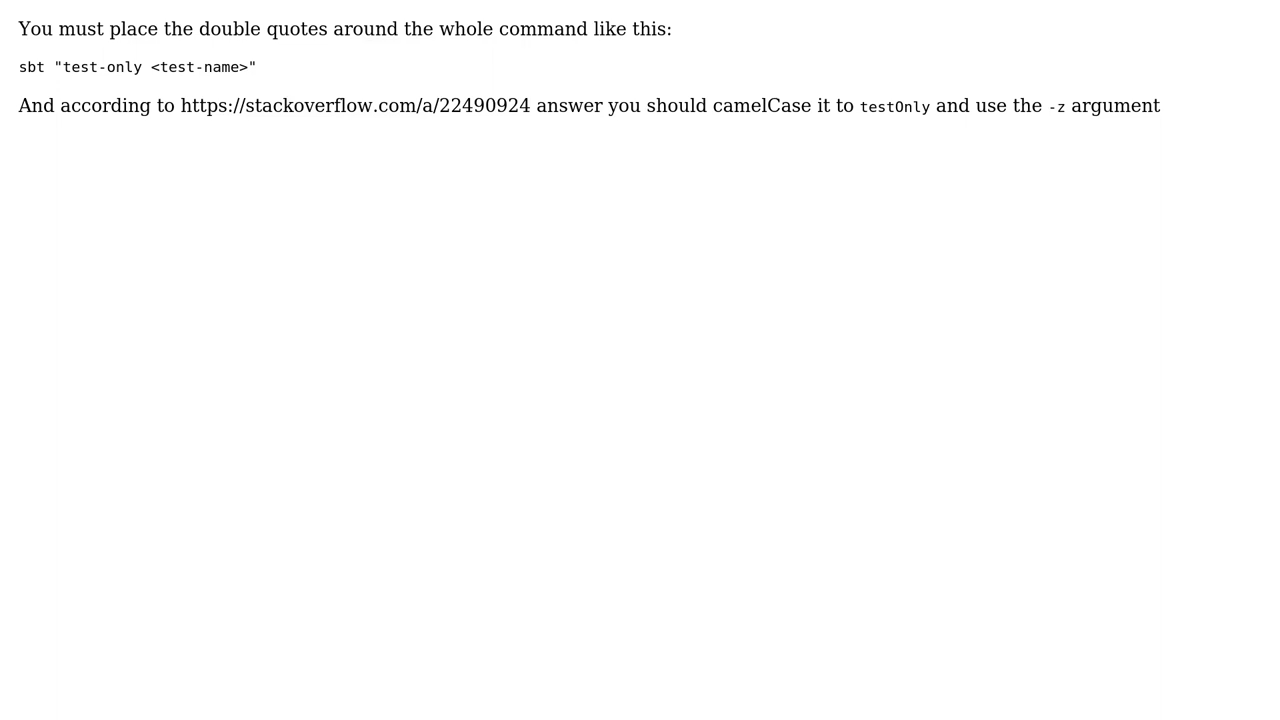 You must place the double quotes around the whole command like this:
sbt "test-only <test-name>"
And according to https://stackoverflow.com/a/22490924 answer you should camelCase it to testOnly and use the -z argument